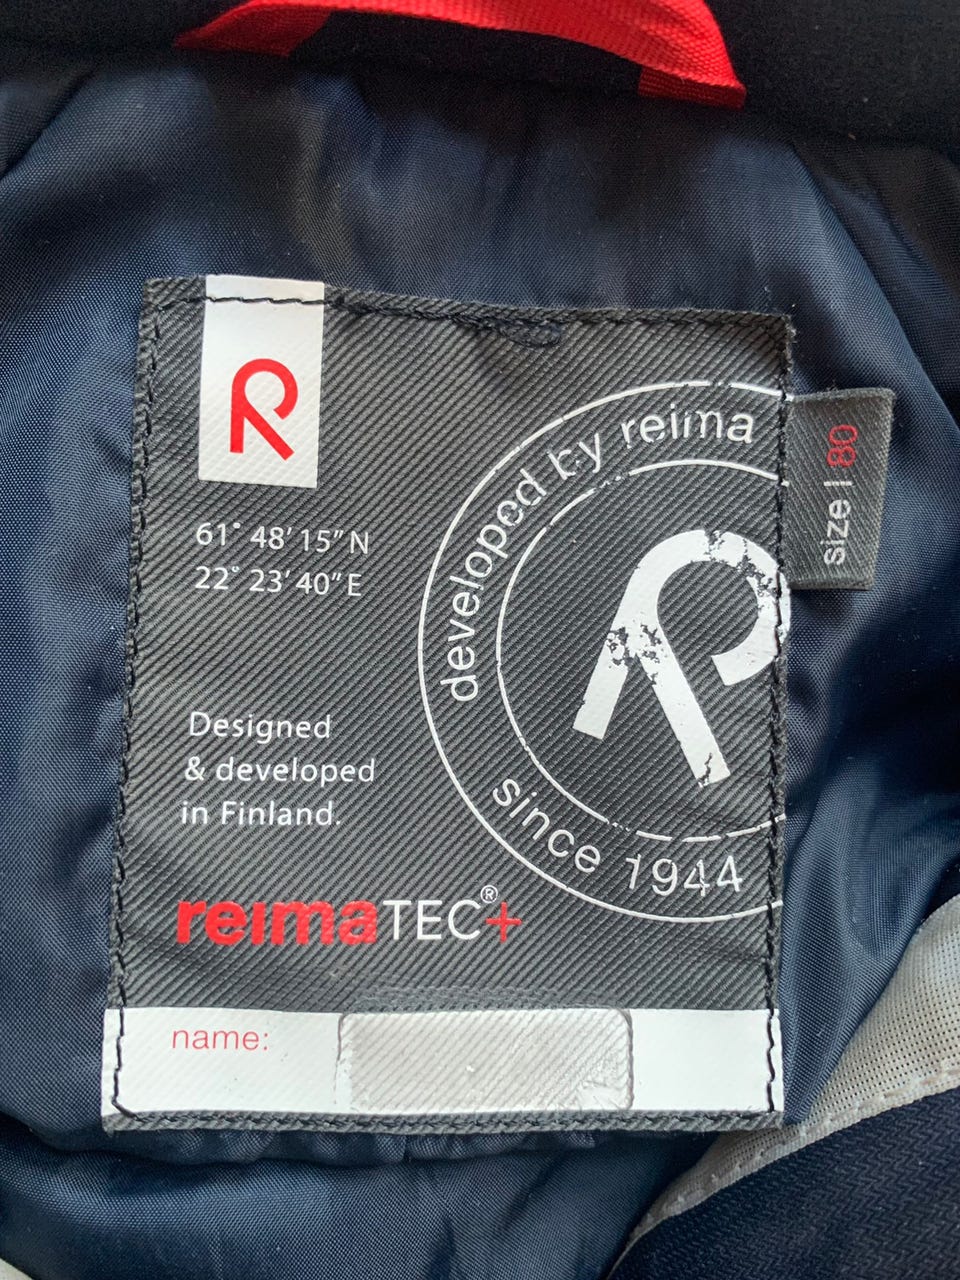 R
61° 48' 15" N
22° 23' 40" E
developed by reima
R
since 1944
size | 80
Designed
& developed
in Finland.
reimaTEC®+
name: